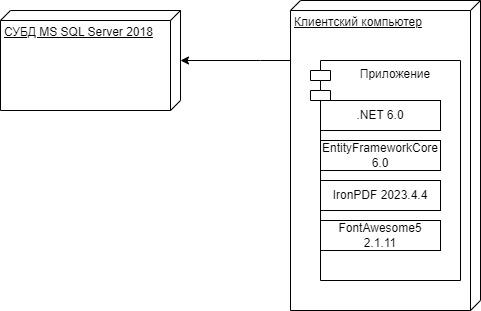 СУБД MS SQL Server 2018
Клиентский компьютер
Приложение
.NET 6.0
EntityFrameworkCore
6.0
IronPDF 2023.4.4
FontAwesome5
2.1.11